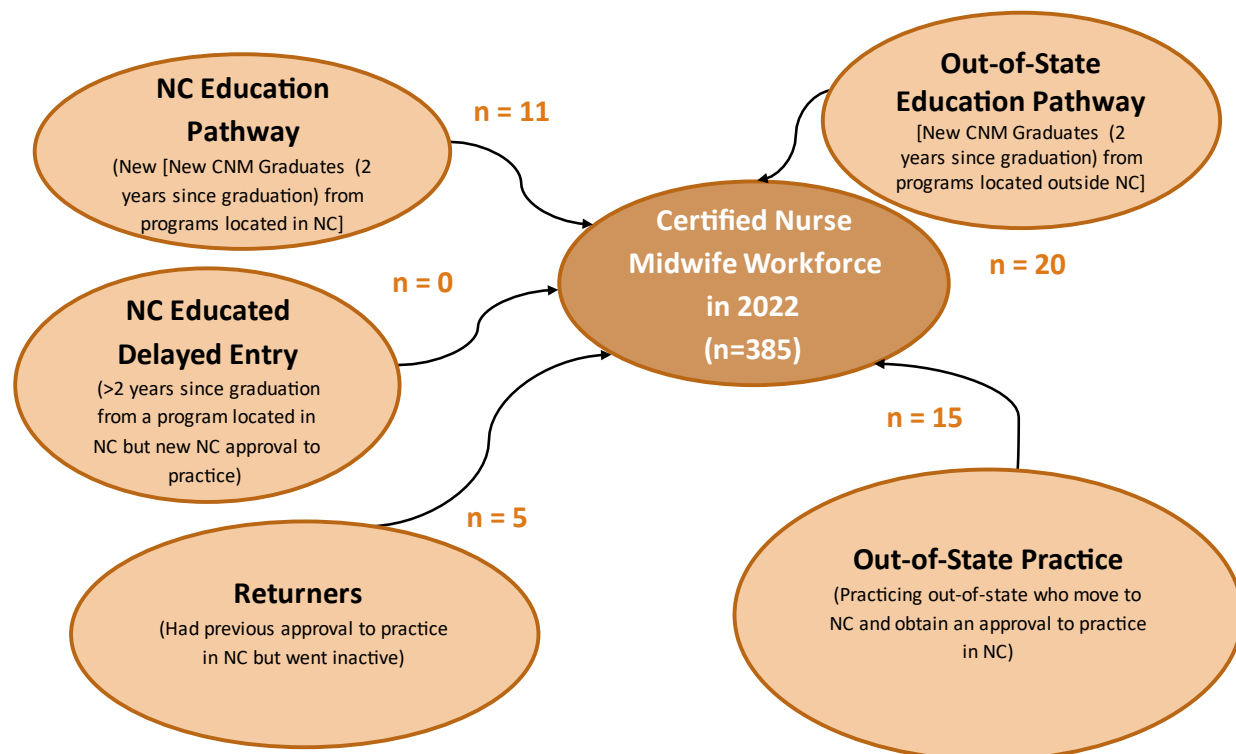 NC Education
Pathway
(New [New CNM Graduates (2
years since graduation) from
programs located in NC]
n = 11
Out-of-State
Education Pathway
[New CNM Graduates (2
years since graduation) from
programs located outside NC]
n = 20
Certified Nurse
Midwife Workforce
in 2022
(n=385)
n = 0
NC Educated
Delayed Entry
(>2 years since graduation
from a program located in
NC but new NC approval to
practice)
n = 5
Returners
(Had previous approval to practice
in NC but went inactive)
n = 15
Out-of-State Practice
(Practicing out-of-state who move to
NC and obtain an approval to practice
in NC)